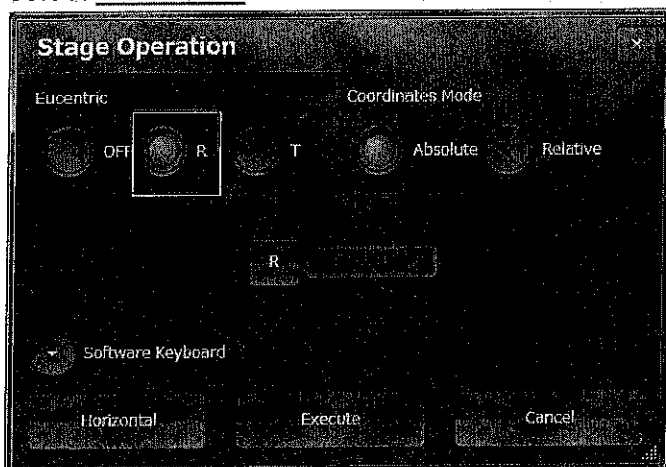 Stage Operation
Eucentric Coordinates Mode
OFF R T Absolute Relative
R
Software Keyboard
Horizontal Execute Cancel